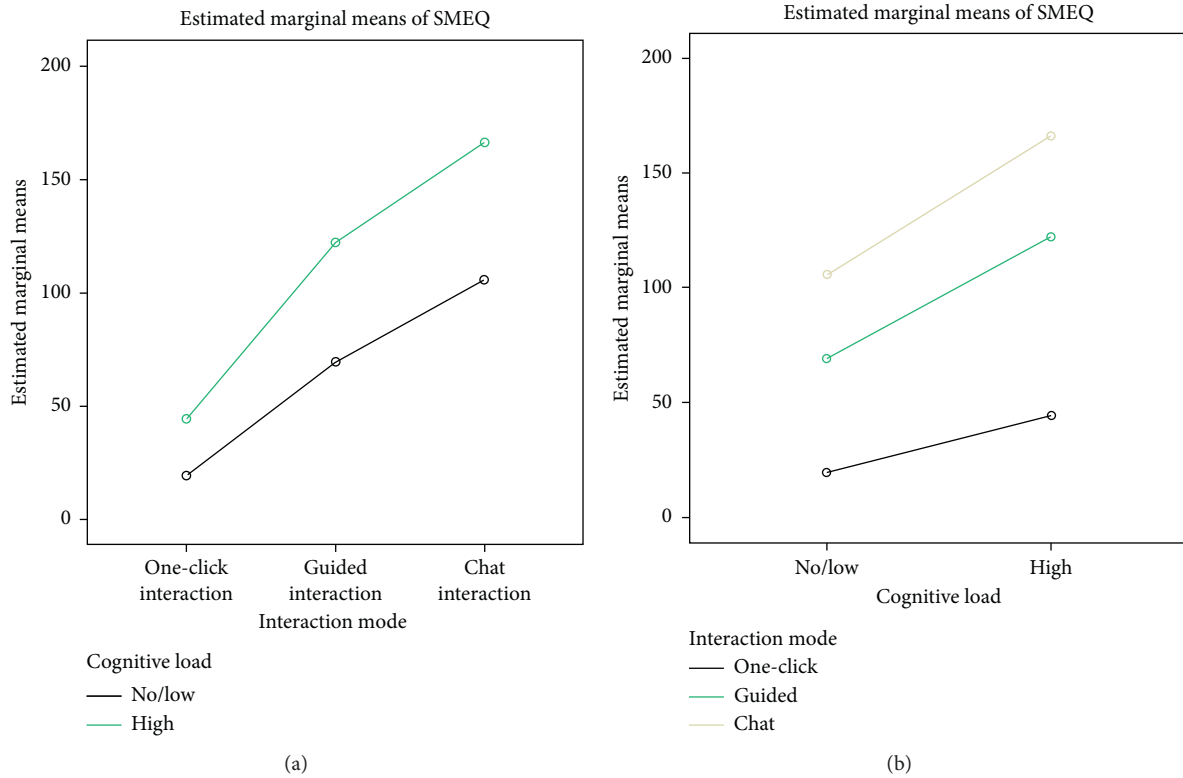 Estimated marginal means of SMEQ
200
150
100
50
0
Estimated marginal means
One-click
interaction
Guided
interaction
Chat
interaction
Interaction mode
Cognitive load
No/low
High
(a)
Estimated marginal means of SMEQ
200
150
100
50
0
Estimated marginal means
No/low
High
Cognitive load
Interaction mode
One-click
Guided
Chat
(b)